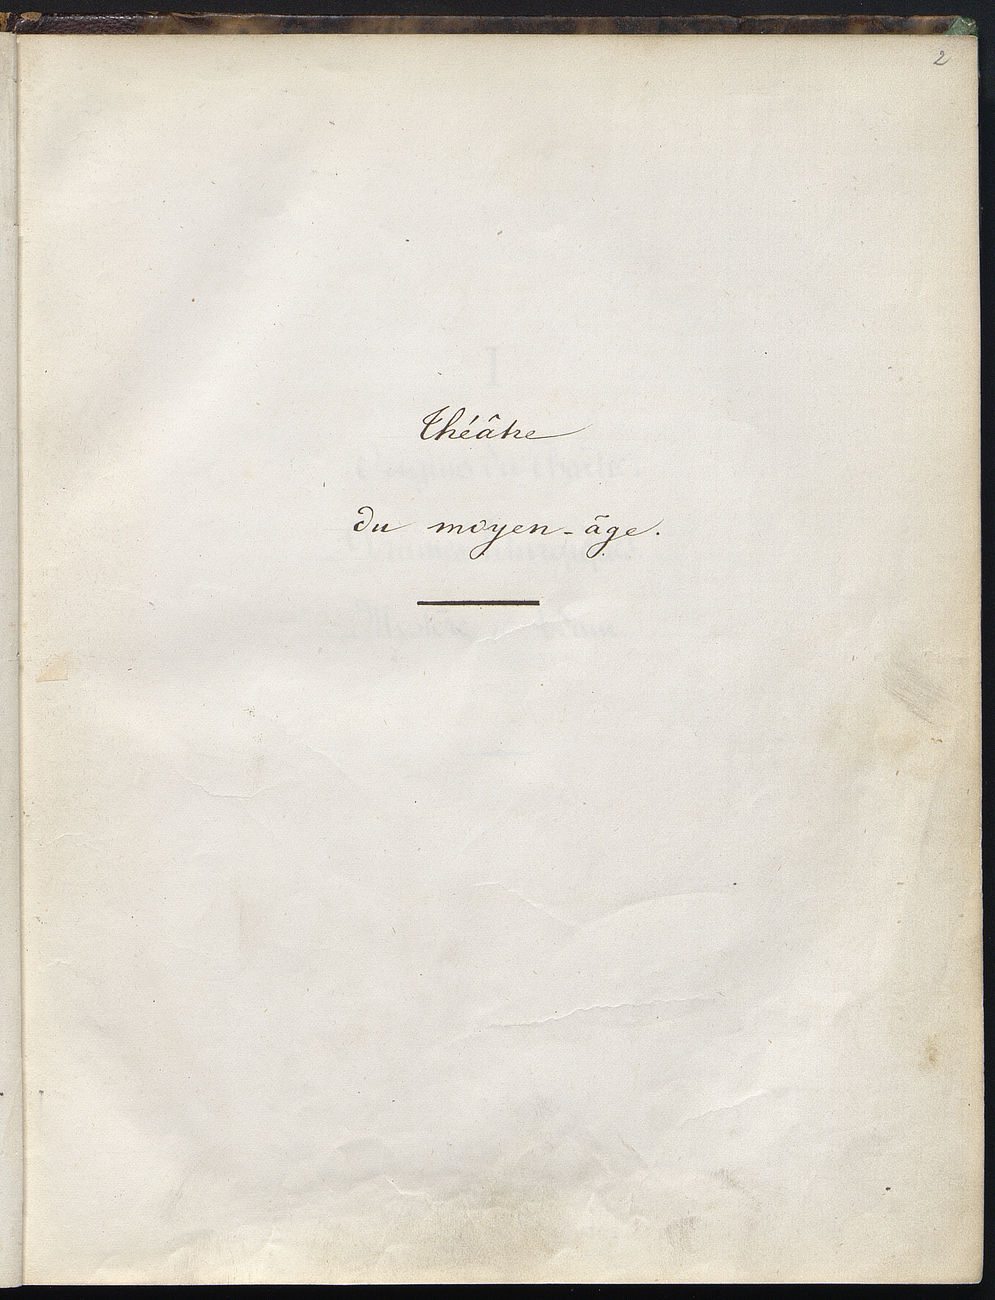 2
Théâtre
du moyen-âge.